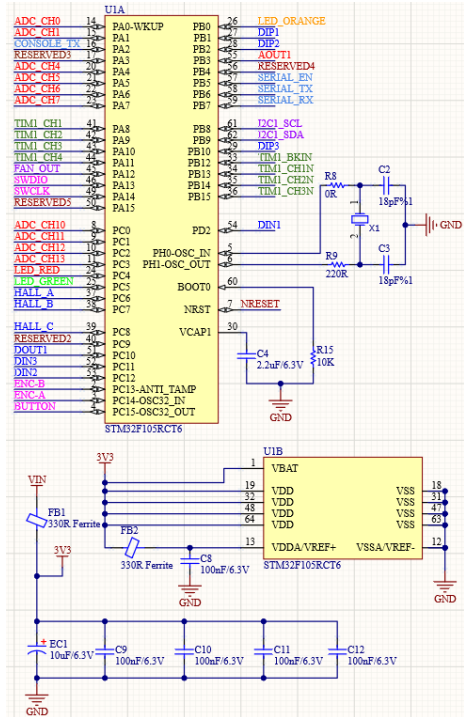 U1A
ADC_CH0 14 PA0-WKUP PB0 26 LED_ORANGE
ADC_CH1 15 PA1 PB1 27 DIP1
CONSOLE_TX 16 PA2 PB2 28 DIP2
RESERVED3 17 PA3 PB3 55 AOUT1
ADC_CH4 20 PA4 PB4 56 RESERVED4
ADC_CH5 21 PA5 PB5 57 SERIAL_EN
ADC_CH6 22 PA6 PB6 58 SERIAL_TX
ADC_CH7 23 PA7 PB7 59 SERIAL_RX
TIM1_CH1 41 PA8 PB8 61 I2C1_SCL
TIM1_CH2 42 PA9 PB9 62 I2C1_SDA
TIM1_CH3 43 PA10 PB10 29 DIP3
TIM1_CH4 44 PA11 PB12 33 TIM1_BKIN
FAN_OUT 45 PA12 PB13 34 TIM1_CH1N
SWDIO 46 PA13 PB14 35 TIM1_CH2N
SWCLK 49 PA14 PB15 36 TIM1_CH3N
RESERVED5 50 PA15
R8
0R
C2
18pF%1
1
X1
2
GND
R9
220R
C3
18pF%1
ADC_CH10 8 PC0 PD2 54 DIN1
ADC_CH11 9 PC1
ADC_CH12 10 PC2 PH0-OSC_IN 5
ADC_CH13 11 PC3 PH1-OSC_OUT 6
LED_RED 24 PC4
LED_GREEN 25 PC5 BOOT0 60
HALL_A 37 PC6
HALL_B 38 PC7 NRST 7 NRESET
HALL_C 39 PC8 VCAP1 30
RESERVED2 40 PC9
DOUT1 51 PC10
DIN3 52 PC11
DIN2 53 PC12
ENC-B 2 PC13-ANTI_TAMP
ENC-A 3 PC14-OSC32_IN
BUTTON 4 PC15-OSC32_OUT
STM32F105RCT6
C4
2.2uF/6.3V
R15
10K
GND
U1B
3V3
1 VBAT
19 VDD VSS 18
32 VDD VSS 31
48 VDD VSS 47
64 VDD VSS 63
13 VDDA/VREF+ VSSA/VREF- 12
STM32F105RCT6
VIN
FB1
330R Ferrite
3V3
FB2
330R Ferrite
C8
100nF/6.3V
GND
GND
EC1
10uF/6.3V
C9
100nF/6.3V
C10
100nF/6.3V
C11
100nF/6.3V
C12
100nF/6.3V
GND